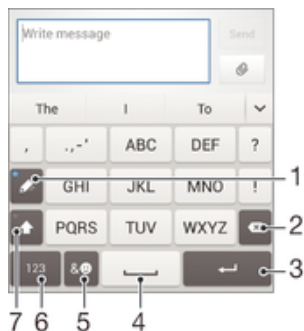 Write message
Send
The I To
, .,-' ABC DEF ?
GHI JKL MNO !
PQRS TUV WXYZ
123 &
1
2
3
4
5
6
7